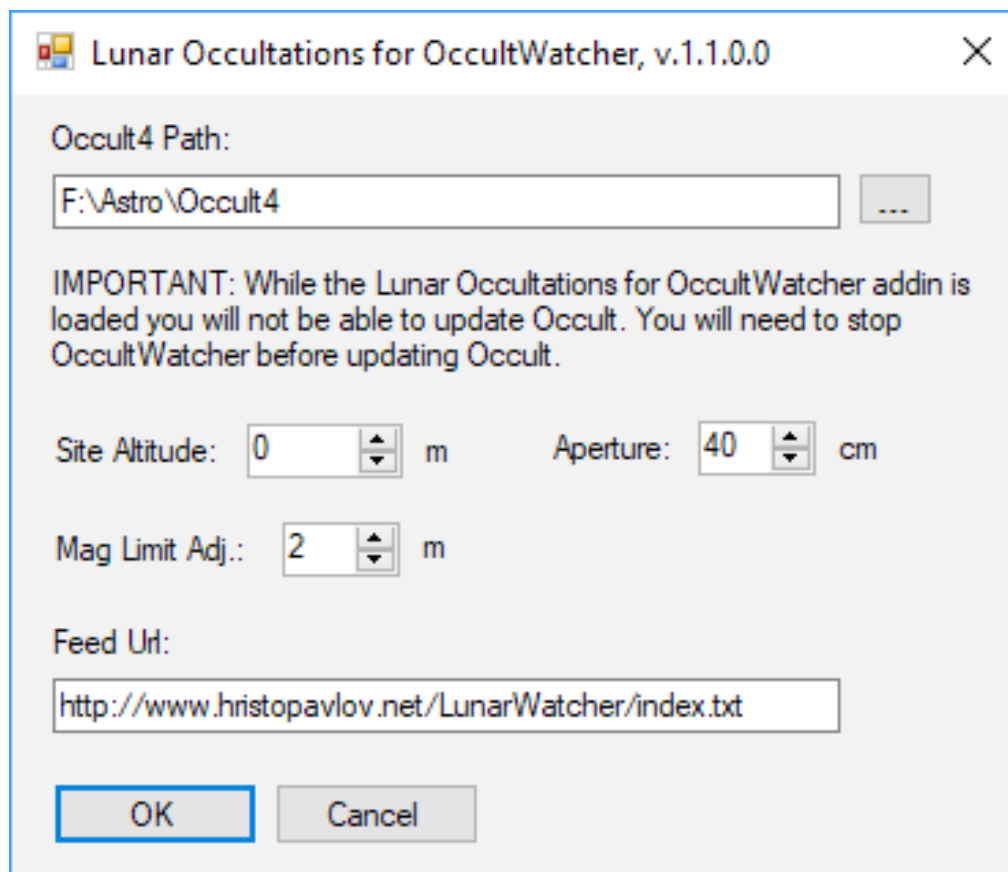 Lunar Occultations for OccultWatcher, v.1.1.0.0
Occult4 Path:
F:\Astro\Occult4
...
IMPORTANT: While the Lunar Occultations for OccultWatcher addin is
loaded you will not be able to update Occult. You will need to stop
OccultWatcher before updating Occult.
Site Altitude: 0 m Aperture: 40 cm
Mag Limit Adj.: 2 m
Feed Url:
http://www.hristopavlov.net/LunarWatcher/index.txt
OK Cancel